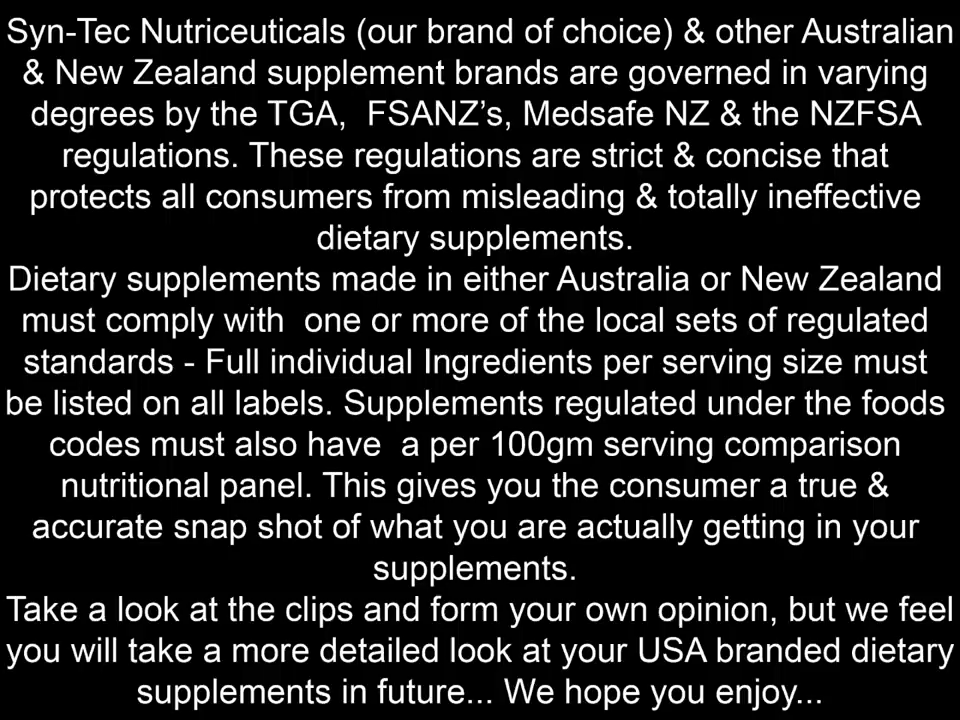 Syn-Tec Nutriceuticals (our brand of choice) & other Australian
& New Zealand supplement brands are governed in varying
degrees by the TGA,  FSANZ’s, Medsafe NZ & the NZFSA
regulations. These regulations are strict & concise that
protects all consumers from misleading & totally ineffective
dietary supplements.
Dietary supplements made in either Australia or New Zealand
must comply with  one or more of the local sets of regulated
standards - Full individual Ingredients per serving size must
be listed on all labels. Supplements regulated under the foods
codes must also have  a per 100gm serving comparison
nutritional panel. This gives you the consumer a true &
accurate snap shot of what you are actually getting in your
supplements.
Take a look at the clips and form your own opinion, but we feel
you will take a more detailed look at your USA branded dietary
supplements in future... We hope you enjoy...